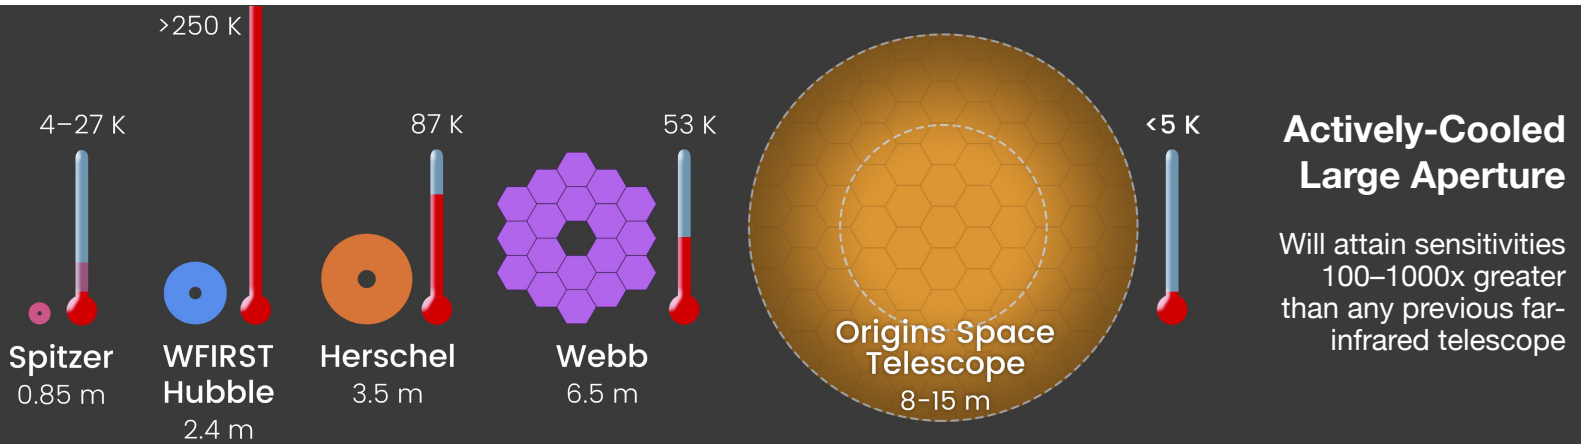 >250 K
4–27 K
87 K
53 K
<5 K
Spitzer
0.85 m
WFIRST
Hubble
2.4 m
Herschel
3.5 m
Webb
6.5 m
Origins Space
Telescope
8-15 m
Actively-Cooled
Large Aperture
Will attain sensitivities
100–1000x greater
than any previous far-
infrared telescope